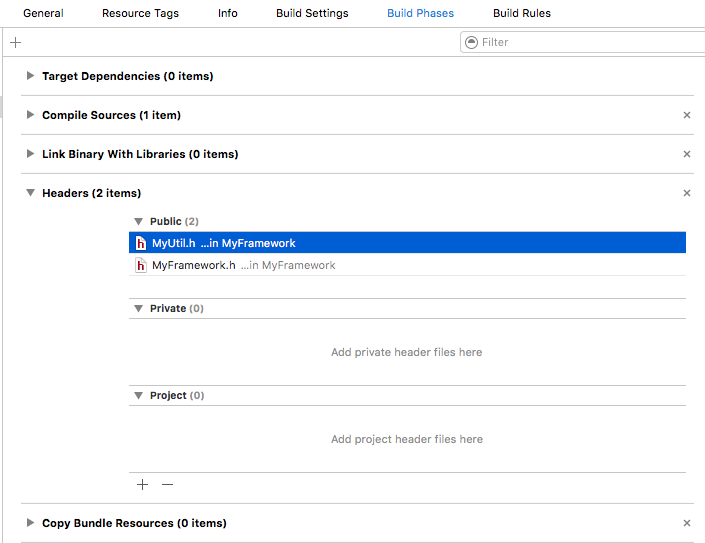 General Resource Tags Info Build Settings Build Phases Build Rules
Filter
Target Dependencies (0 items)
Compile Sources (1 item)
Link Binary With Libraries (0 items)
Headers (2 items)
Public (2)
h MyUtil.h ...in MyFramework
h MyFramework.h ...in MyFramework
Private (0)
Add private header files here
Project (0)
Add project header files here
Copy Bundle Resources (0 items)